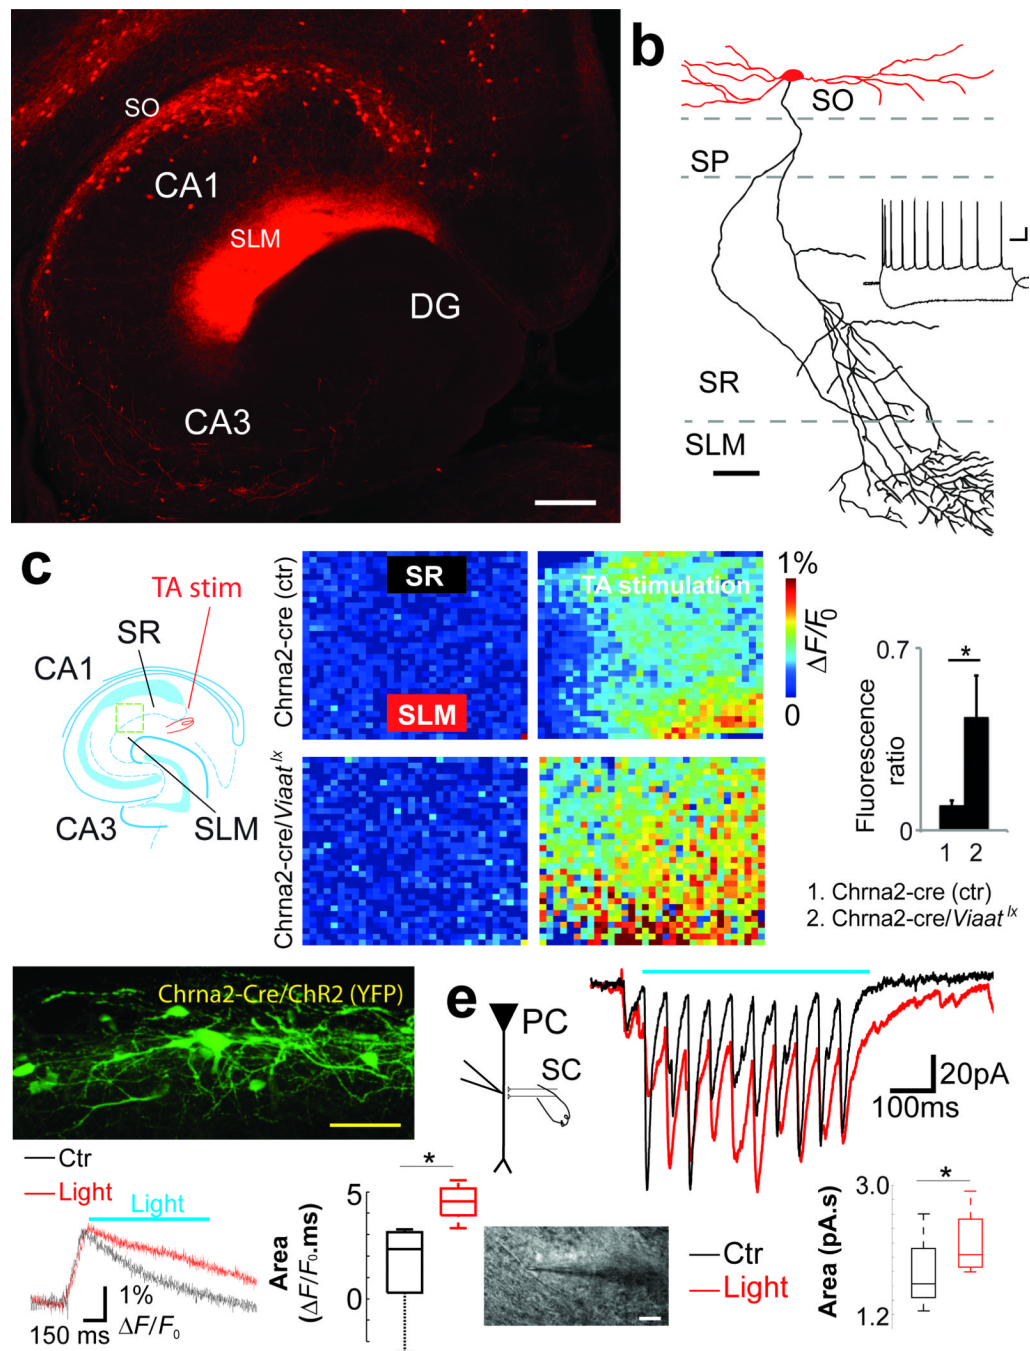 SO
CA1
SLM
DG
CA3
b
SO
SP
SR
SLM
c
TA stim
SR
CA1
CA3
SLM
Chrna2-cre (ctr)
SR
SLM
TA stimulation
1%
0
ΔF/F0
Chrna2-cre/Viaat lx
Fluorescence
ratio
0.7
0
*
1 2
1. Chrna2-cre (ctr)
2. Chrna2-cre/Viaat lx
Chrna2-Cre/ChR2 (YFP)
Ctr
Light
Light
1%
ΔF/F0
150 ms
Area
(ΔF/F0.ms)
5
0
*
e
PC
SC
20pA
100ms
Ctr
Light
Area (pA.s)
3.0
1.2
*